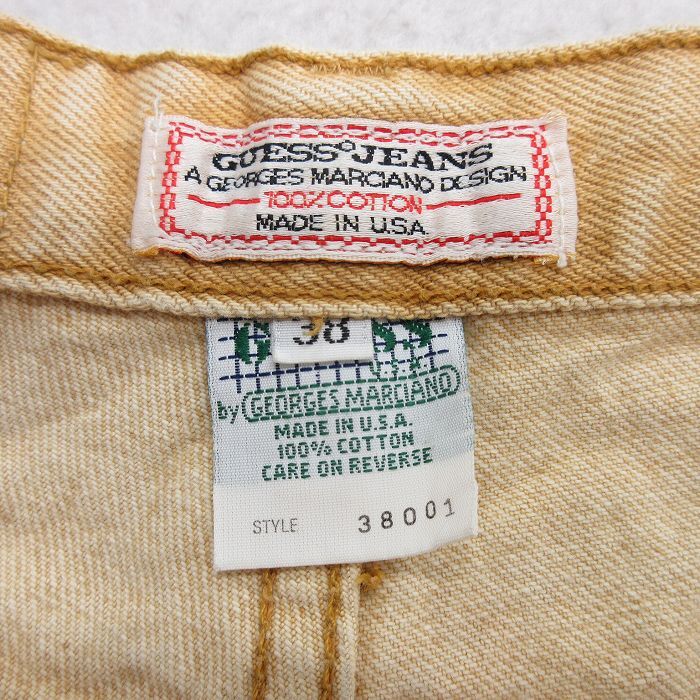 GUESS® JEANS
A GEORGES MARCIANO DESIGN
100% COTTON
MADE IN U.S.A.
38
by GEORGES MARCIANO
MADE IN U.S.A.
100% COTTON
CARE ON REVERSE
STYLE 38001